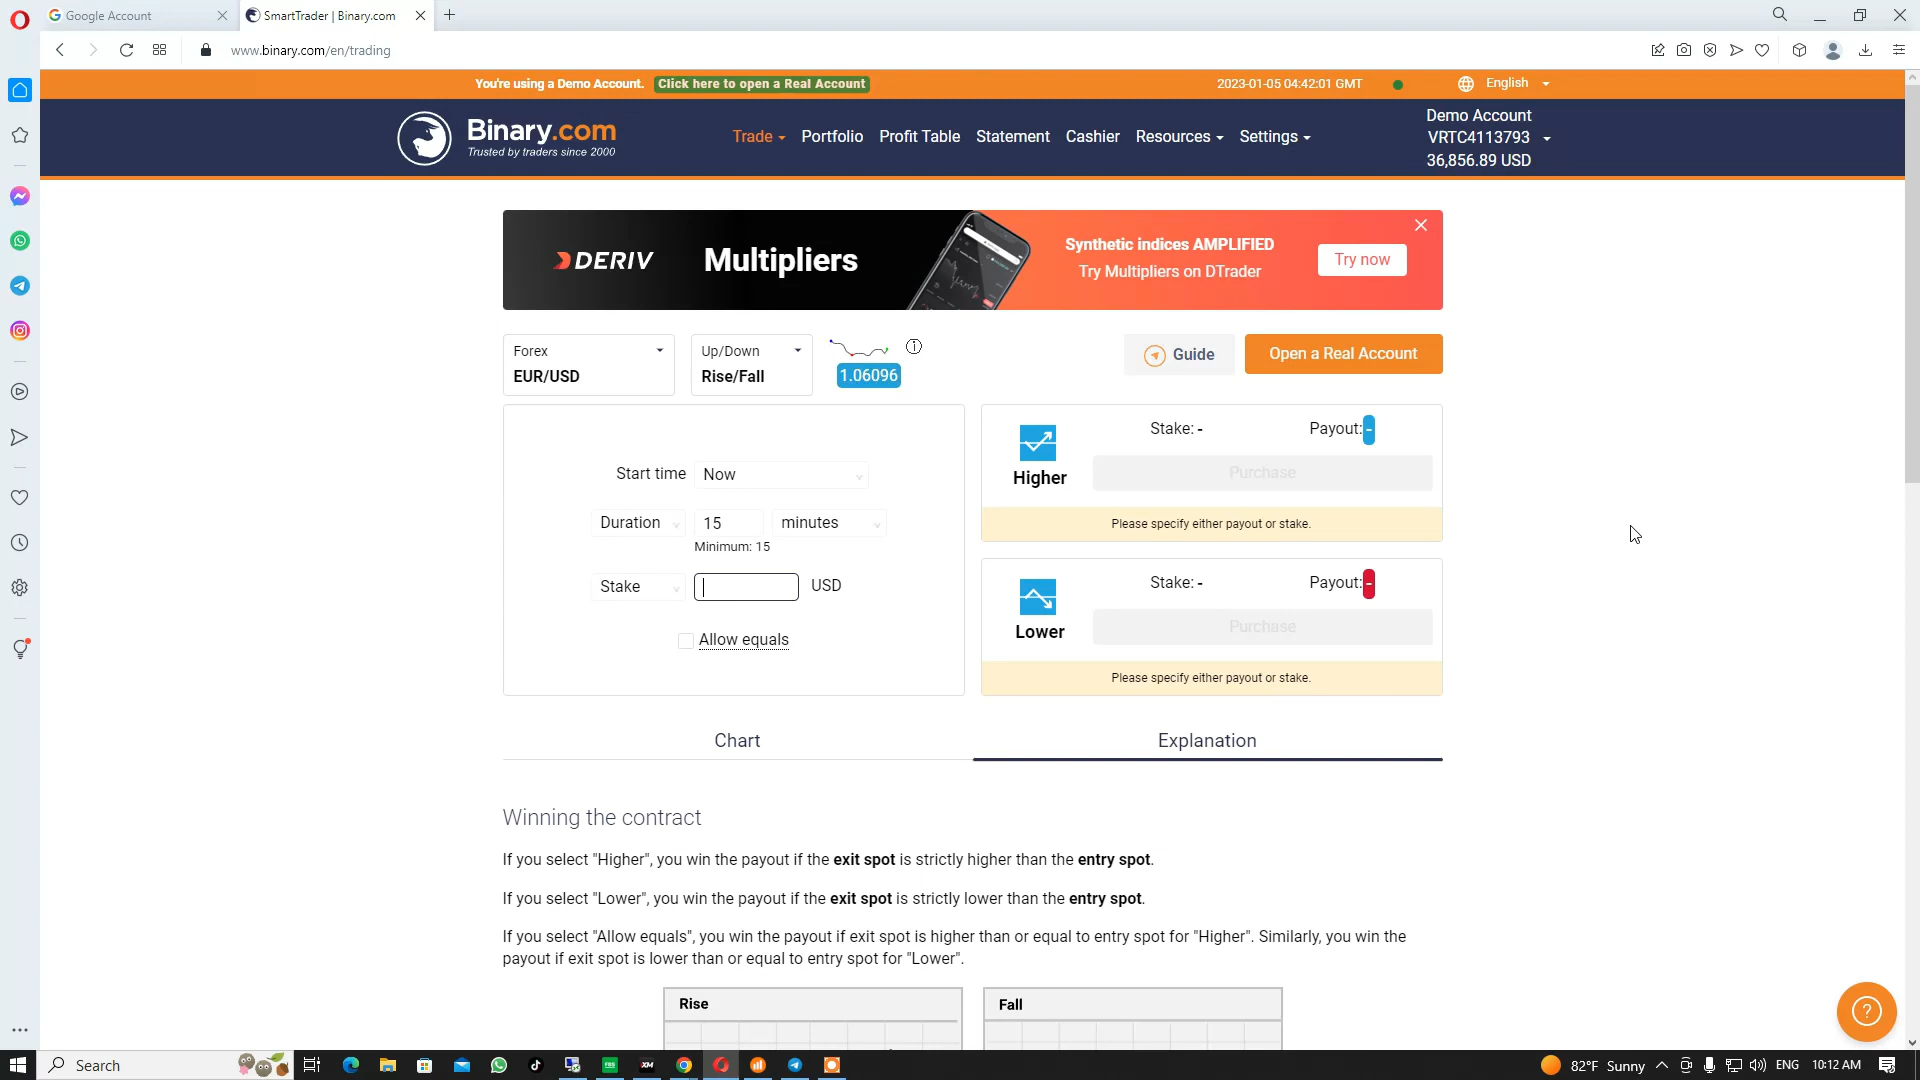 Google Account
SmartTrader | Binary.com
www.binary.com/en/trading
You're using a Demo Account. Click here to open a Real Account
2023-01-05 04:42:01 GMT
English
Binary.com
Trusted by traders since 2000
Trade
Portfolio
Profit Table
Statement
Cashier
Resources
Settings
Demo Account
VRTC4113793
36,856.89 USD
DERIV
Multipliers
Synthetic indices AMPLIFIED
Try Multipliers on DTrader
Try now
Forex
EUR/USD
Up/Down
Rise/Fall
1.06096
Guide
Open a Real Account
Start time Now
Duration 15 minutes
Minimum: 15
Stake USD
Allow equals
Higher
Stake: -
Payout: -
Purchase
Please specify either payout or stake.
Lower
Stake: -
Payout: -
Purchase
Please specify either payout or stake.
Chart
Explanation
Winning the contract
If you select "Higher", you win the payout if the exit spot is strictly higher than the entry spot.
If you select "Lower", you win the payout if the exit spot is strictly lower than the entry spot.
If you select "Allow equals", you win the payout if exit spot is higher than or equal to entry spot for "Higher". Similarly, you win the
payout if exit spot is lower than or equal to entry spot for "Lower".
Rise
Fall
?
Search
FBS
XM
82°F Sunny
ENG
10:12 AM